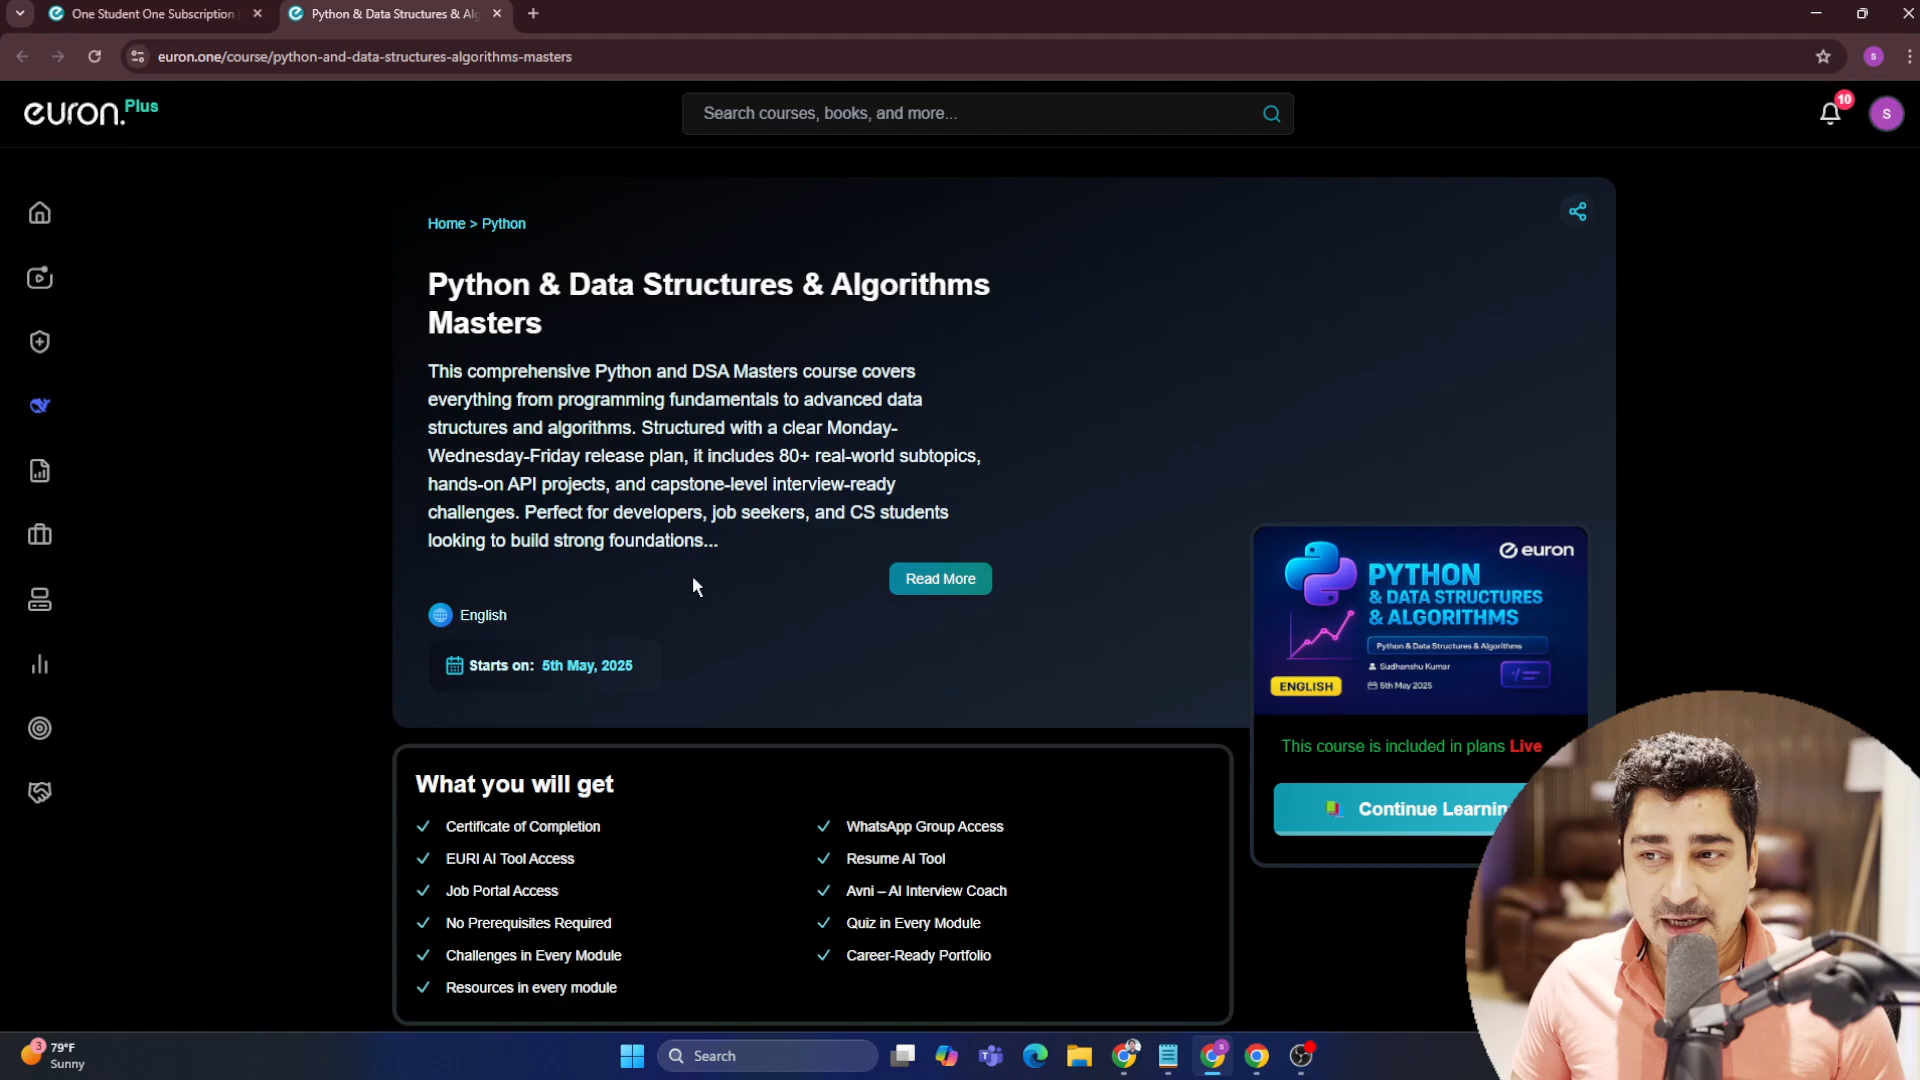 One Student One Subscription
Python & Data Structures & Alg
euron.one/course/python-and-data-structures-algorithms-masters
S
euron.Plus
Search courses, books, and more...
10
S
Home > Python
Python & Data Structures & Algorithms
Masters
This comprehensive Python and DSA Masters course covers
everything from programming fundamentals to advanced data
structures and algorithms. Structured with a clear Monday-
Wednesday-Friday release plan, it includes 80+ real-world subtopics,
hands-on API projects, and capstone-level interview-ready
challenges. Perfect for developers, job seekers, and CS students
looking to build strong foundations...
Read More
English
Starts on: 5th May, 2025
euron
PYTHON
& DATA STRUCTURES
& ALGORITHMS
Python & Data Structures & Algorithms
Sudhanshu Kumar
5th May 2025
ENGLISH
This course is included in plans Live
Continue Learnin
What you will get
Certificate of Completion
WhatsApp Group Access
EURI AI Tool Access
Resume AI Tool
Job Portal Access
Avni – AI Interview Coach
No Prerequisites Required
Quiz in Every Module
Challenges in Every Module
Career-Ready Portfolio
Resources in every module
3
79°F
Sunny
Search